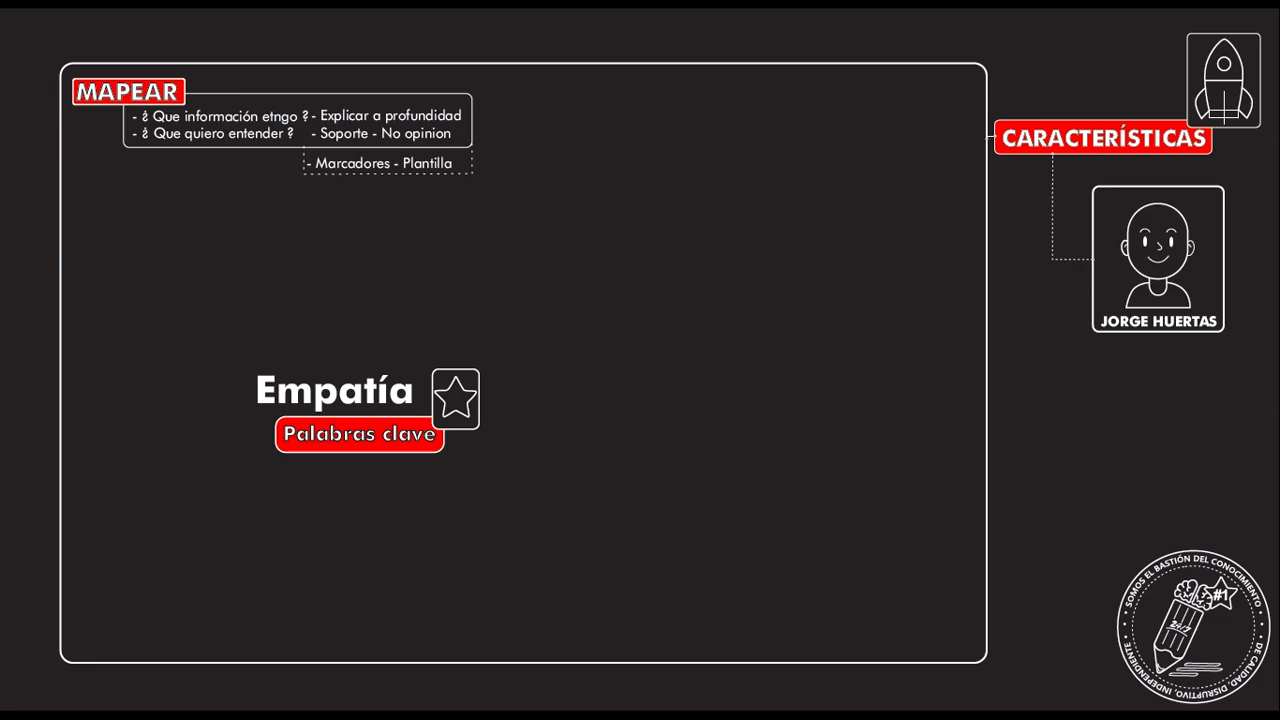 MAPEAR
- ¿ Que información etngo ? - Explicar a profundidad
- ¿ Que quiero entender ? - Soporte - No opinion
- Marcadores - Plantilla
CARACTERÍSTICAS
JORGE HUERTAS
Empatía
Palabras clave
SOMOS EL BASTIÓN DEL CONOCIMIENTO
#1
24/7
DE CALIDAD, DISRUPTIVO, INDEPENDIENTE